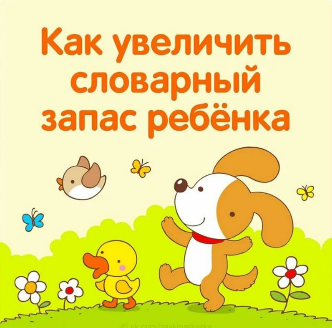 Как увеличить
словарный
запас ребёнка